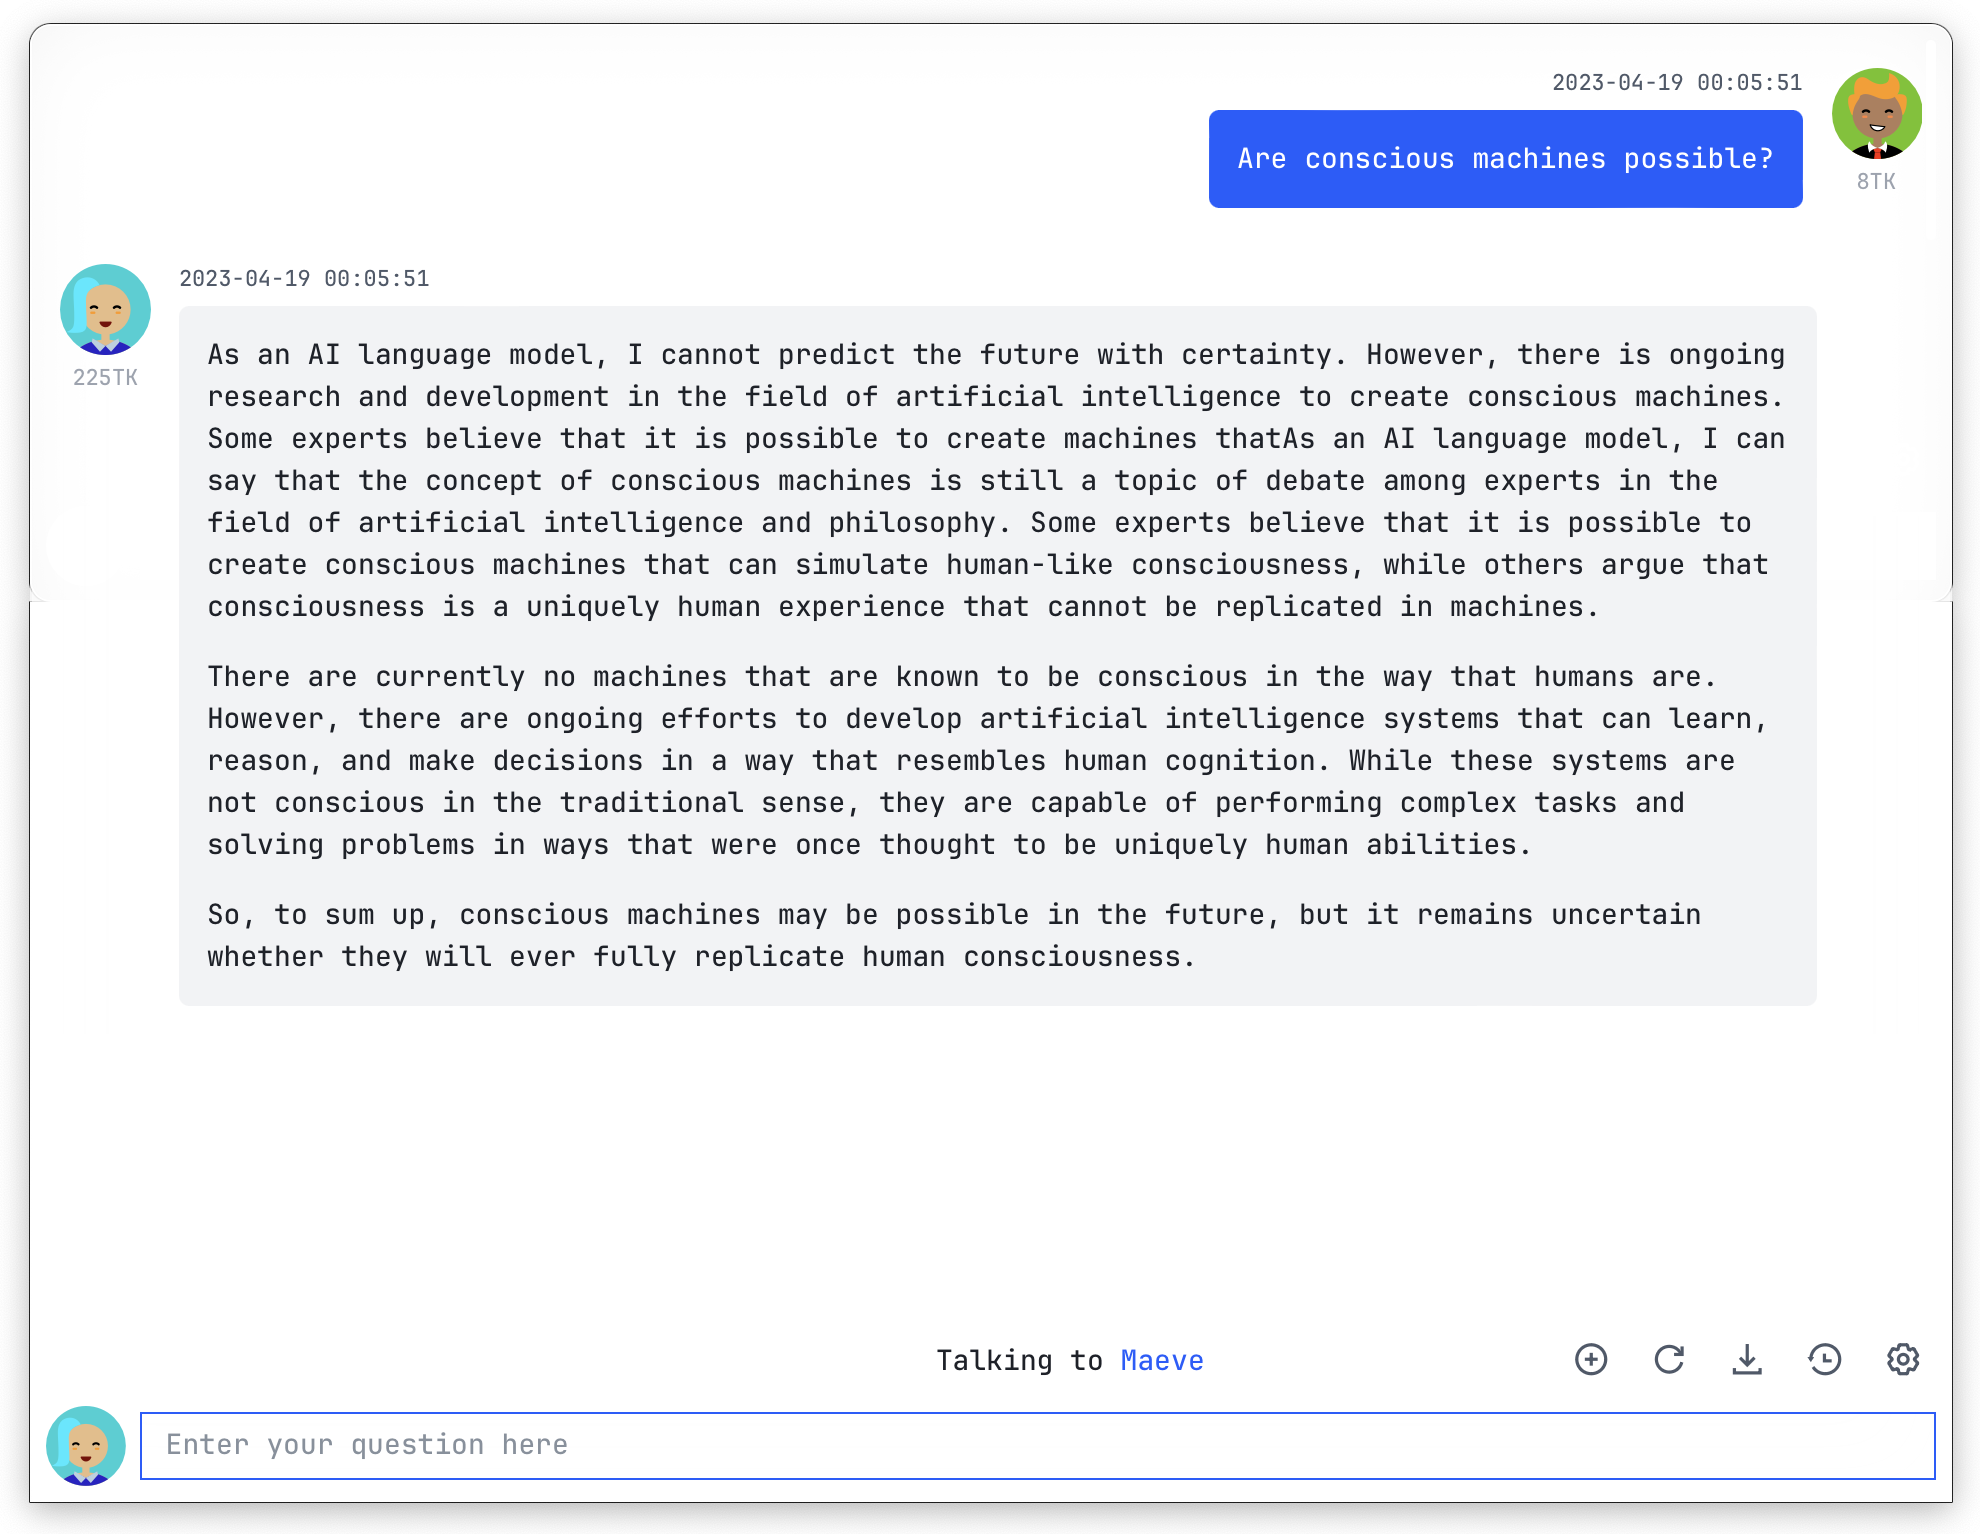 2023-04-19 00:05:51
Are conscious machines possible?
8TK
2023-04-19 00:05:51
225TK
As an AI language model, I cannot predict the future with certainty. However, there is ongoing
research and development in the field of artificial intelligence to create conscious machines.
Some experts believe that it is possible to create machines thatAs an AI language model, I can
say that the concept of conscious machines is still a topic of debate among experts in the
field of artificial intelligence and philosophy. Some experts believe that it is possible to
create conscious machines that can simulate human-like consciousness, while others argue that
consciousness is a uniquely human experience that cannot be replicated in machines.
There are currently no machines that are known to be conscious in the way that humans are.
However, there are ongoing efforts to develop artificial intelligence systems that can learn,
reason, and make decisions in a way that resembles human cognition. While these systems are
not conscious in the traditional sense, they are capable of performing complex tasks and
solving problems in ways that were once thought to be uniquely human abilities.
So, to sum up, conscious machines may be possible in the future, but it remains uncertain
whether they will ever fully replicate human consciousness.
Talking to Maeve
Enter your question here